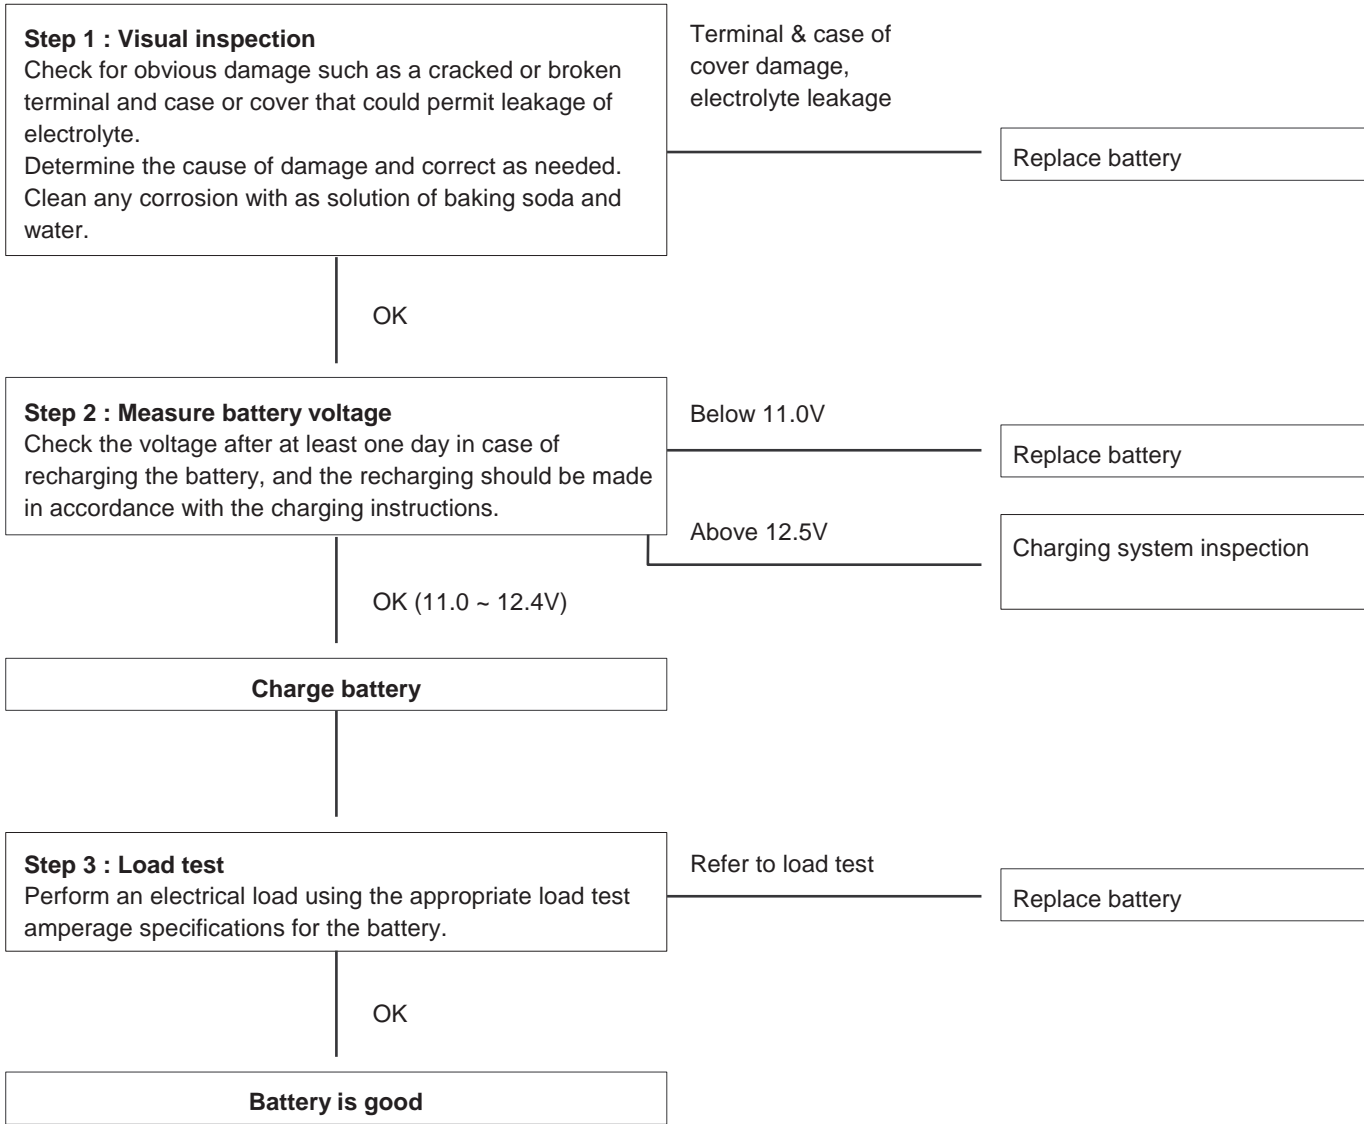 Step 1 : Visual inspection
Check for obvious damage such as a cracked or broken
terminal and case or cover that could permit leakage of
electrolyte.
Determine the cause of damage and correct as needed.
Clean any corrosion with as solution of baking soda and
water.
Terminal & case of
cover damage,
electrolyte leakage
Replace battery
OK
Step 2 : Measure battery voltage
Check the voltage after at least one day in case of
recharging the battery, and the recharging should be made
in accordance with the charging instructions.
Below 11.0V
Replace battery
Above 12.5V
Charging system inspection
OK (11.0 ~ 12.4V)
Charge battery
Step 3 : Load test
Perform an electrical load using the appropriate load test
amperage specifications for the battery.
Refer to load test
Replace battery
OK
Battery is good